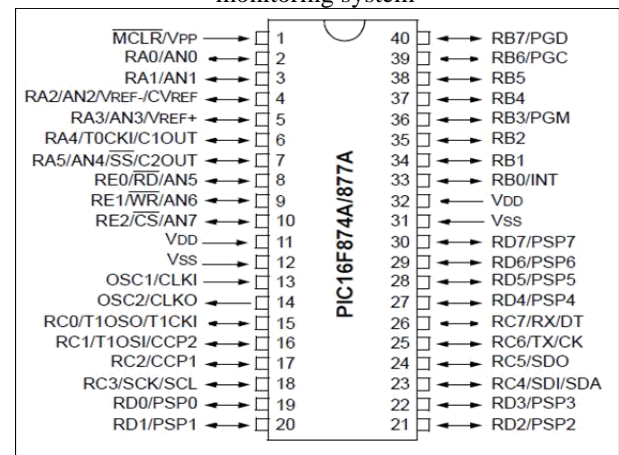 monitoring system
MCLR/VPP 1 40 RB7/PGD
RA0/AN0 2 39 RB6/PGC
RA1/AN1 3 38 RB5
RA2/AN2/VREF-/CVREF 4 37 RB4
RA3/AN3/VREF+ 5 36 RB3/PGM
RA4/T0CKI/C1OUT 6 35 RB2
RA5/AN4/SS/C2OUT 7 34 RB1
RE0/RD/AN5 8 33 RB0/INT
RE1/WR/AN6 9 32 VDD
RE2/CS/AN7 10 31 VSS
VDD 11 30 RD7/PSP7
VSS 12 29 RD6/PSP6
OSC1/CLKI 13 28 RD5/PSP5
OSC2/CLKO 14 27 RD4/PSP4
RC0/T1OSO/T1CKI 15 26 RC7/RX/DT
RC1/T1OSI/CCP2 16 25 RC6/TX/CK
RC2/CCP1 17 24 RC5/SDO
RC3/SCK/SCL 18 23 RC4/SDI/SDA
RD0/PSP0 19 22 RD3/PSP3
RD1/PSP1 20 21 RD2/PSP2
PIC16F874A/877A